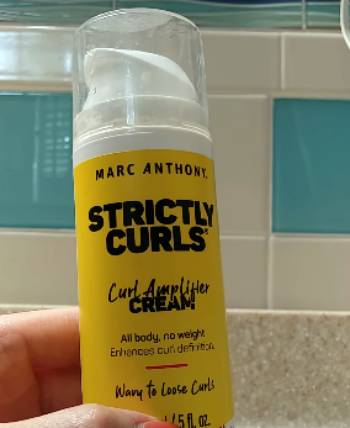 MARC ANTHONY.
STRICTLY
CURLS®
Curl Amplifier
CREAM
All body, no weight
Enhances curl definition.
Wavy to Loose Curls
/ 5 fl. oz.